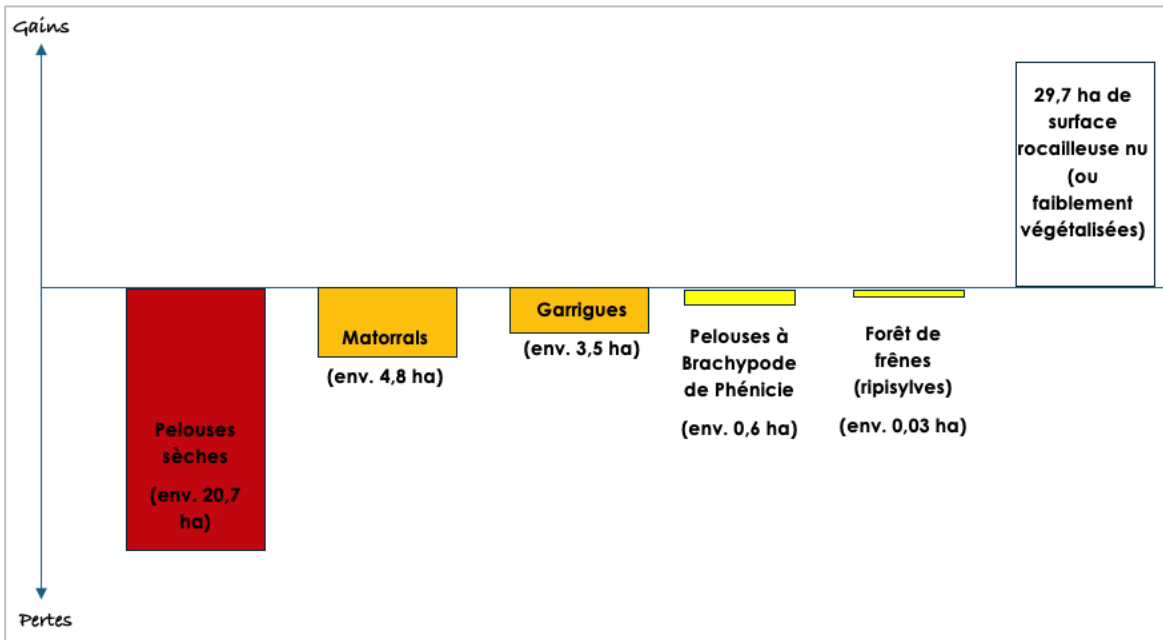 Gains
29,7 ha de
surface
rocailleuse nu
(ou
faiblement
végétalisées)
Pelouses
sèches
(env. 20,7
ha)
Matorrals
(env. 4,8 ha)
Garrigues
(env. 3,5 ha)
Pelouses à
Brachypode
de Phénicie
(env. 0,6 ha)
Forêt de
frênes
(ripisylves)
(env. 0,03 ha)
Pertes